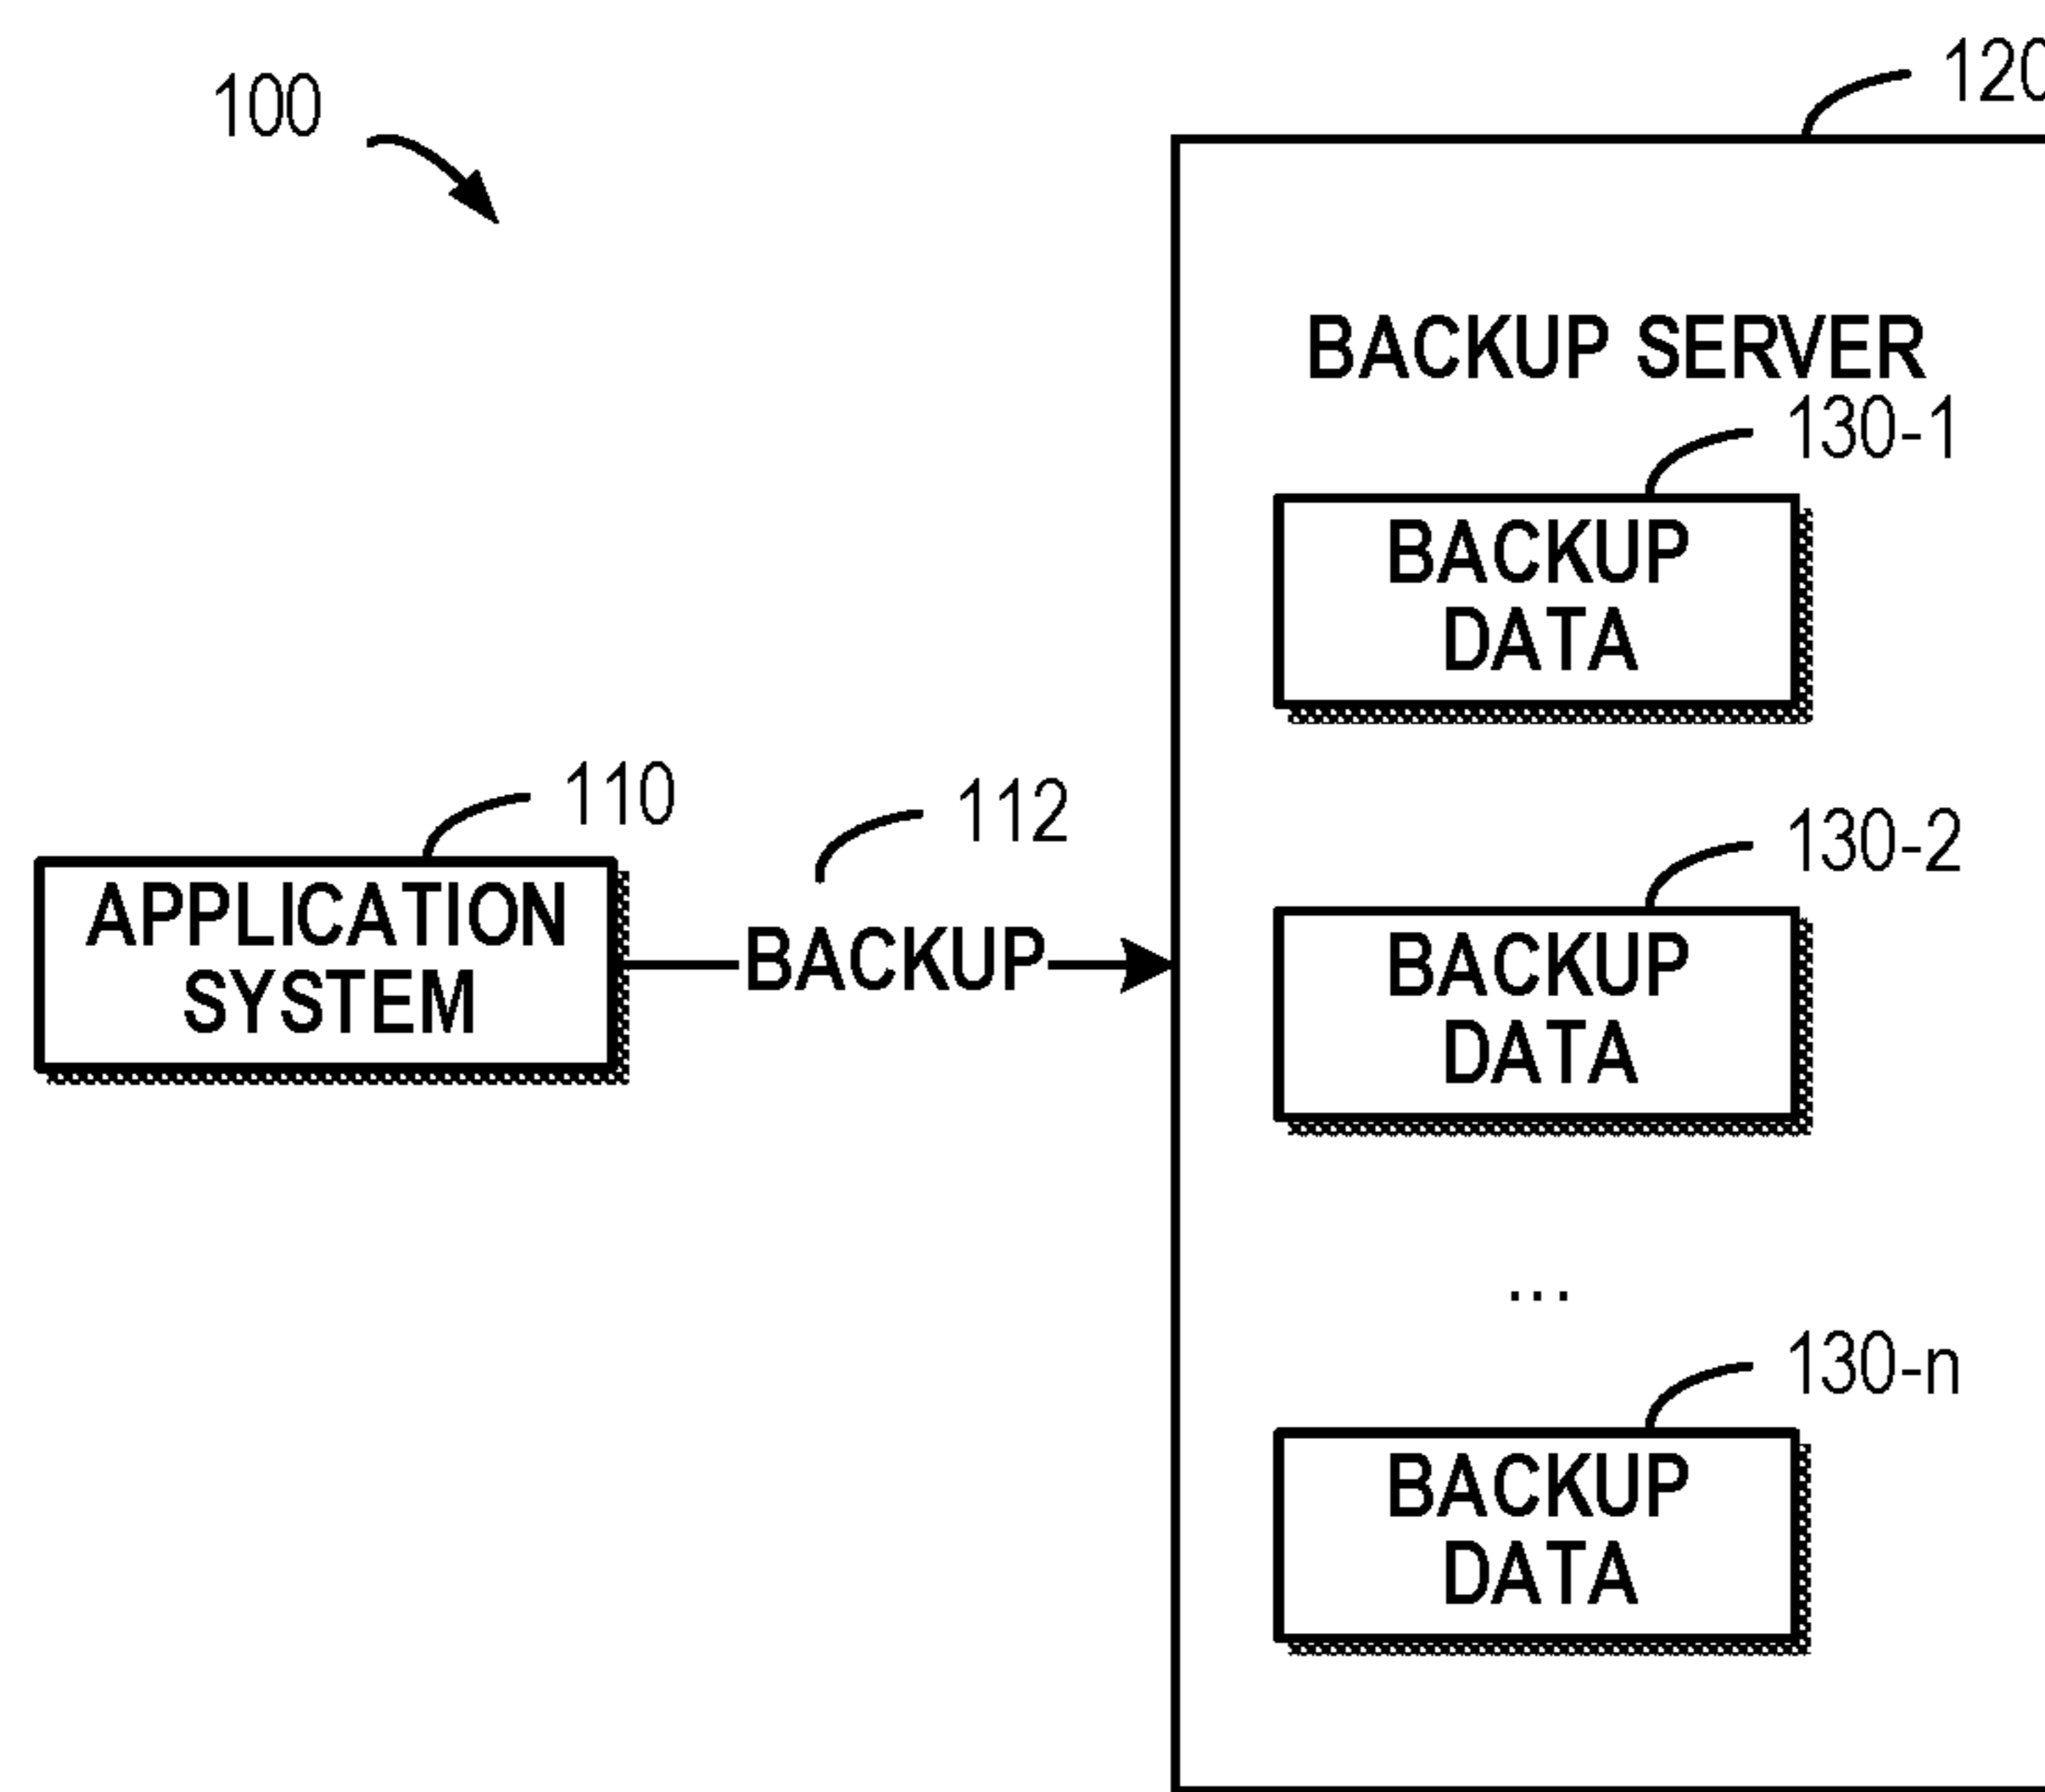 100
120
BACKUP SERVER
130-1
BACKUP
DATA
110
112
130-2
APPLICATION
SYSTEM
BACKUP
BACKUP
DATA
...
130-n
BACKUP
DATA